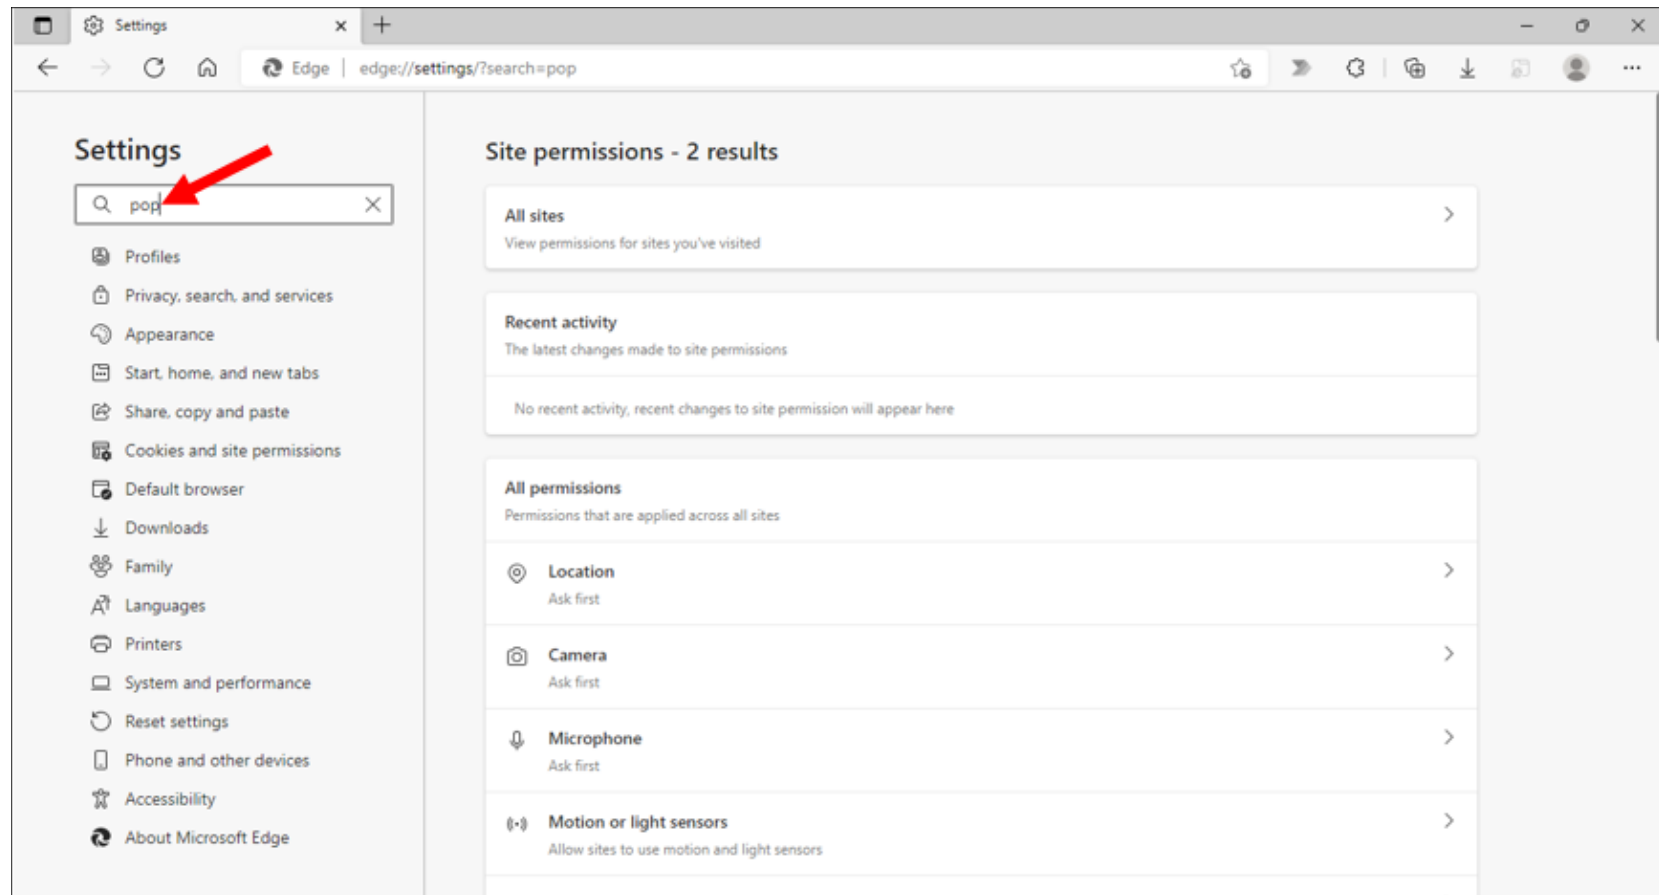 Settings
Edge | edge://settings/?search=pop
Settings
pop
Profiles
Privacy, search, and services
Appearance
Start, home, and new tabs
Share, copy and paste
Cookies and site permissions
Default browser
Downloads
Family
Languages
Printers
System and performance
Reset settings
Phone and other devices
Accessibility
About Microsoft Edge
Site permissions - 2 results
All sites
View permissions for sites you've visited
Recent activity
The latest changes made to site permissions
No recent activity, recent changes to site permission will appear here
All permissions
Permissions that are applied across all sites
Location
Ask first
Camera
Ask first
Microphone
Ask first
Motion or light sensors
Allow sites to use motion and light sensors